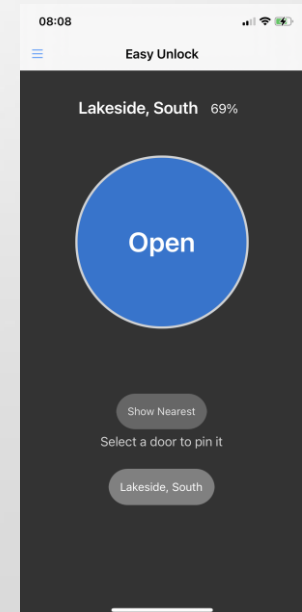 08:08
Easy Unlock
Lakeside, South 69%
Open
Show Nearest
Select a door to pin it
Lakeside, South